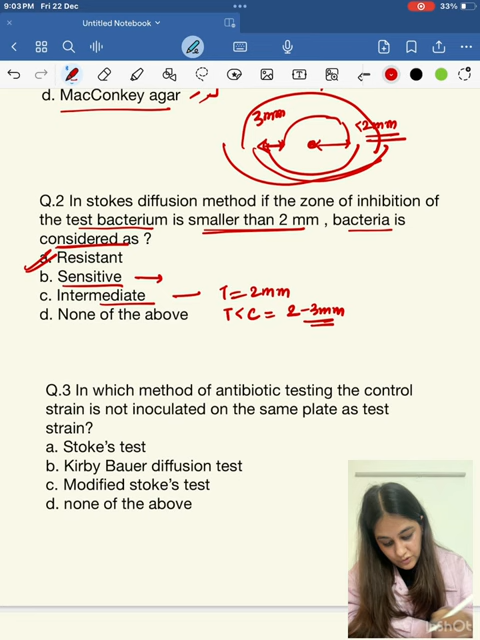 9:03PM Fri 22 Dec
33%
Untitled Notebook
d. MacConkey agar
3mm
<2mm
Q.2 In stokes diffusion method if the zone of inhibition of
the test bacterium is smaller than 2 mm , bacteria is
considered as ?
a. Resistant
b. Sensitive
c. Intermediate
T = 2mm
d. None of the above
T < C = 2-3mm
Q.3 In which method of antibiotic testing the control
strain is not inoculated on the same plate as test
strain?
a. Stoke's test
b. Kirby Bauer diffusion test
c. Modified stoke's test
d. none of the above
InShOt